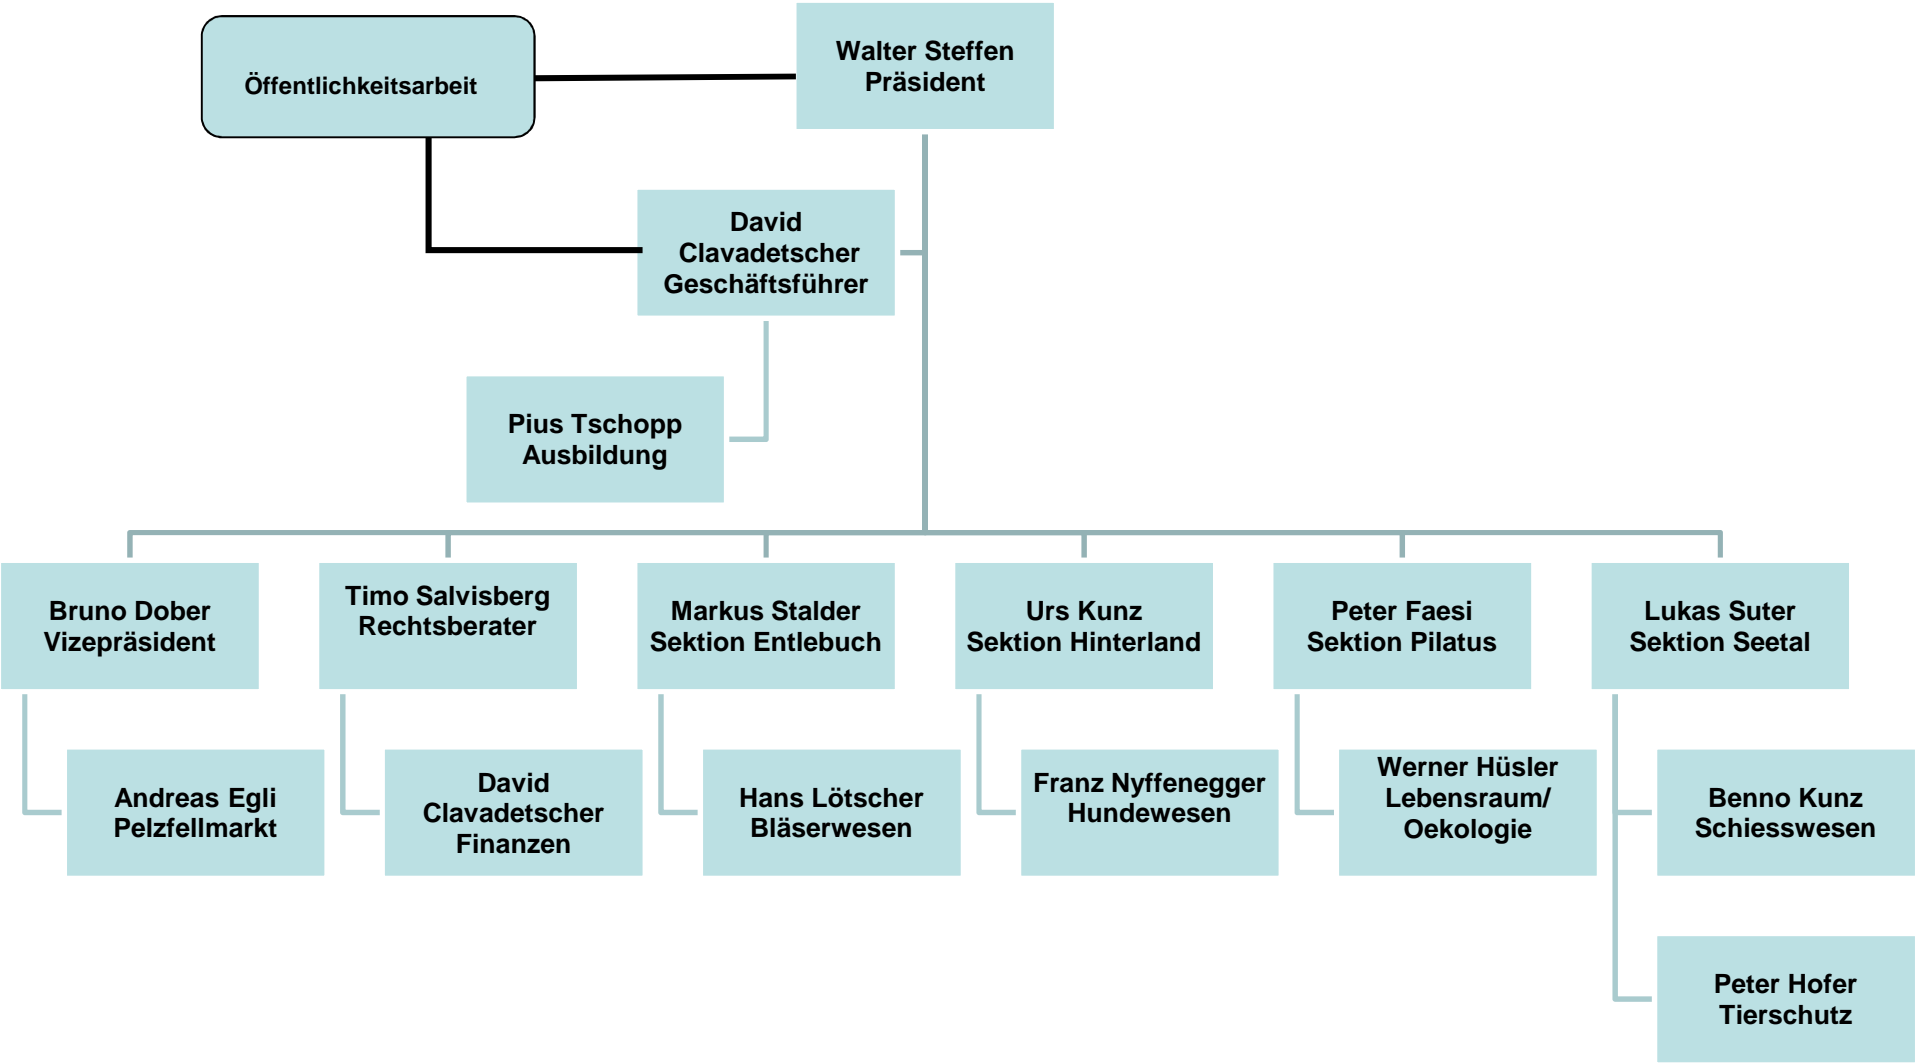 Öffentlichkeitsarbeit
Walter Steffen
Präsident
David
Clavadetscher
Geschäftsführer
Pius Tschopp
Ausbildung
Bruno Dober
Vizepräsident
Timo Salvisberg
Rechtsberater
Markus Stalder
Sektion Entlebuch
Urs Kunz
Sektion Hinterland
Peter Faesi
Sektion Pilatus
Lukas Suter
Sektion Seetal
Andreas Egli
Pelzfellmarkt
David
Clavadetscher
Finanzen
Hans Lötscher
Bläserwesen
Franz Nyffenegger
Hundewesen
Werner Hüsler
Lebensraum/
Oekologie
Benno Kunz
Schiesswesen
Peter Hofer
Tierschutz